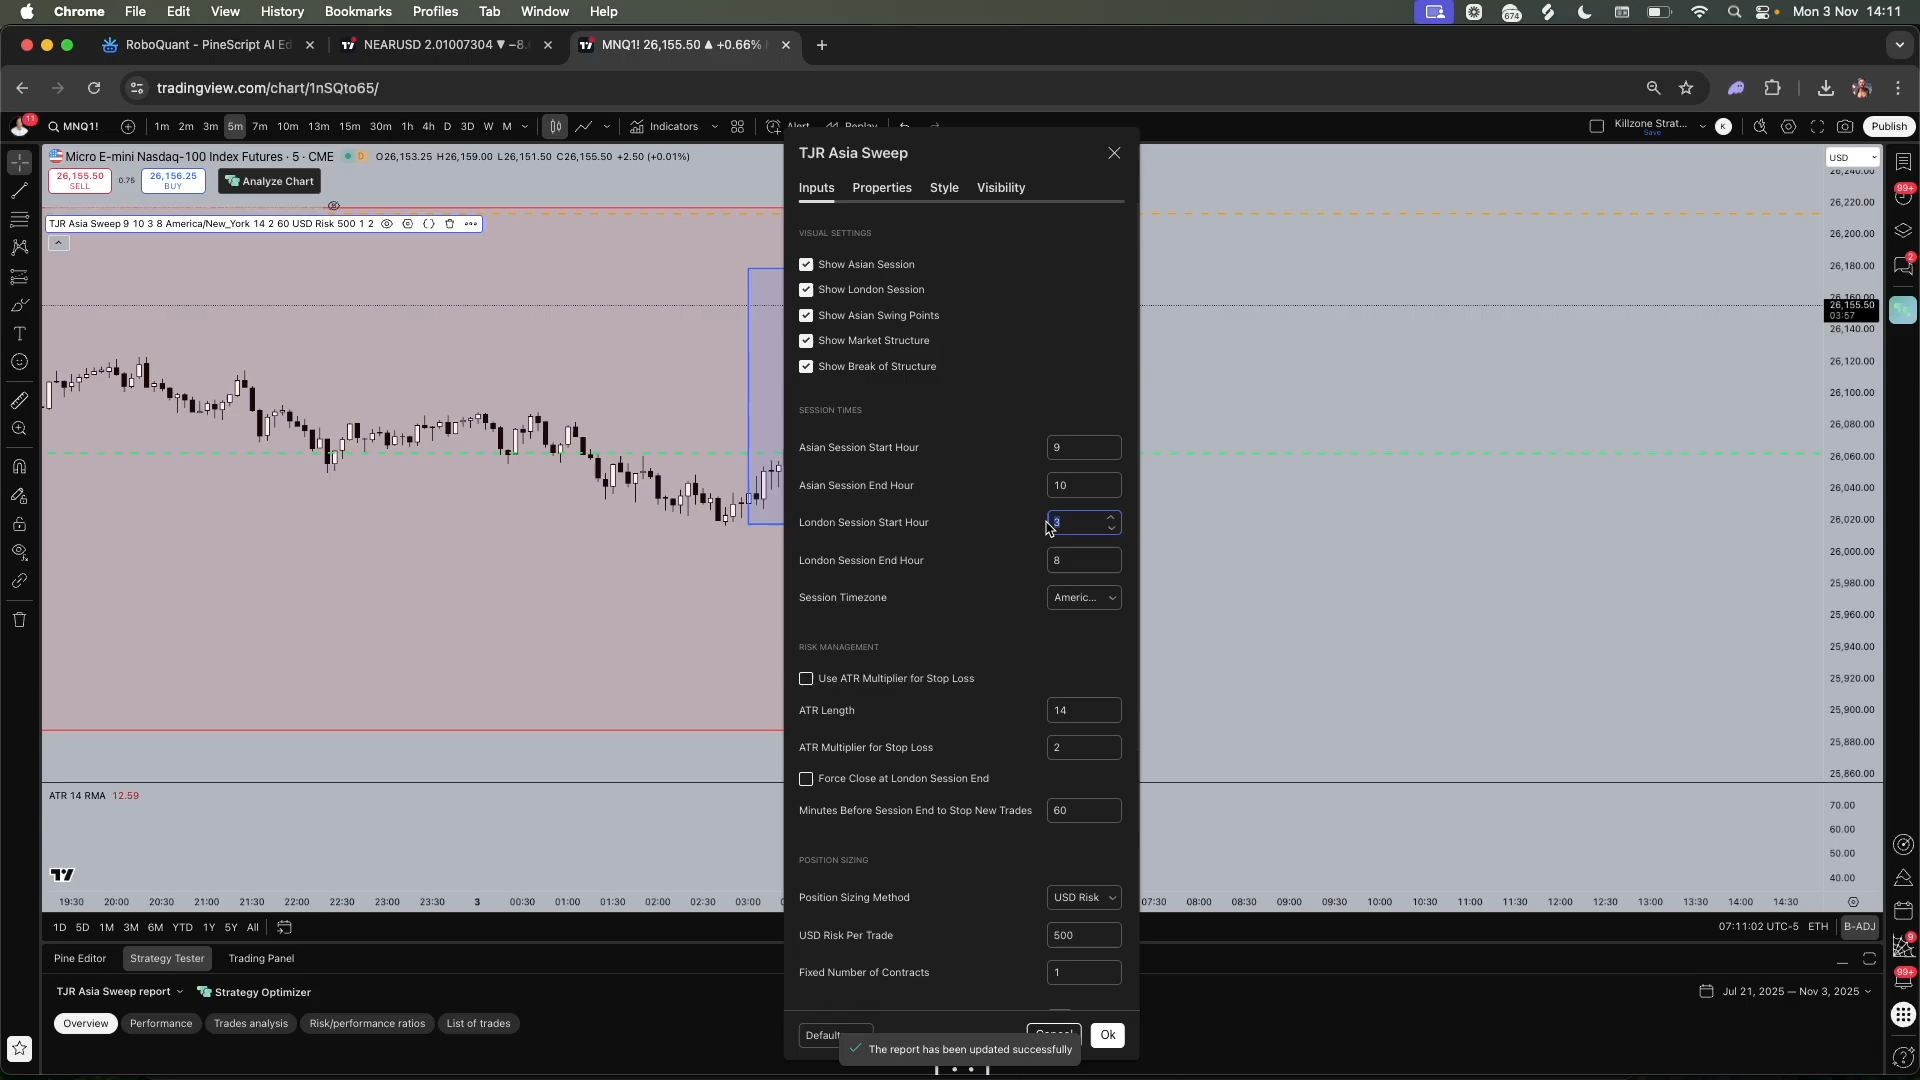 Chrome File Edit View History Bookmarks Profiles Tab Window Help
674
Mon 3 Nov 14:11
RoboQuant - PineScript AI Ed
NEARUSD 2.01007304 ▼ −8.
MNQ1! 26,155.50 ▲ +0.66%
tradingview.com/chart/1nSQto65/
11
MNQ1!
1m 2m 3m 5m 7m 10m 13m 15m 30m 1h 4h D 3D W M
Indicators
Alert
Replay
Killzone Strat...
Save
K
Publish
Micro E-mini Nasdaq-100 Index Futures · 5 · CME
D
O26,153.25 H26,159.00 L26,151.50 C26,155.50 +2.50 (+0.01%)
26,155.50
SELL
0.75
26,156.25
BUY
Analyze Chart
TJR Asia Sweep 9 10 3 8 America/New_York 14 2 60 USD Risk 500 1 2
TJR Asia Sweep
Inputs Properties Style Visibility
VISUAL SETTINGS
Show Asian Session
Show London Session
Show Asian Swing Points
Show Market Structure
Show Break of Structure
SESSION TIMES
Asian Session Start Hour 9
Asian Session End Hour 10
London Session Start Hour 3
London Session End Hour 8
Session Timezone Americ...
RISK MANAGEMENT
Use ATR Multiplier for Stop Loss
ATR Length 14
ATR Multiplier for Stop Loss 2
Force Close at London Session End
Minutes Before Session End to Stop New Trades 60
POSITION SIZING
Position Sizing Method USD Risk
USD Risk Per Trade 500
Fixed Number of Contracts 1
Default
Cancel
Ok
The report has been updated successfully
USD
26,240.00
26,220.00
26,200.00
26,180.00
26,160.00
26,155.50
03:57
26,140.00
26,120.00
26,100.00
26,080.00
26,060.00
26,040.00
26,020.00
26,000.00
25,980.00
25,960.00
25,940.00
25,920.00
25,900.00
25,880.00
25,860.00
70.00
60.00
50.00
40.00
99+
2
9
99+
ATR 14 RMA 12.59
19:30 20:00 20:30 21:00 21:30 22:00 22:30 23:00 23:30 3 00:30 01:00 01:30 02:00 02:30 03:00
07:30 08:00 08:30 09:00 09:30 10:00 10:30 11:00 11:30 12:00 12:30 13:00 13:30 14:00 14:30
1D 5D 1M 3M 6M YTD 1Y 5Y All
07:11:02 UTC-5 ETH B-ADJ
Pine Editor Strategy Tester Trading Panel
TJR Asia Sweep report
Strategy Optimizer
Jul 21, 2025 — Nov 3, 2025
Overview Performance Trades analysis Risk/performance ratios List of trades